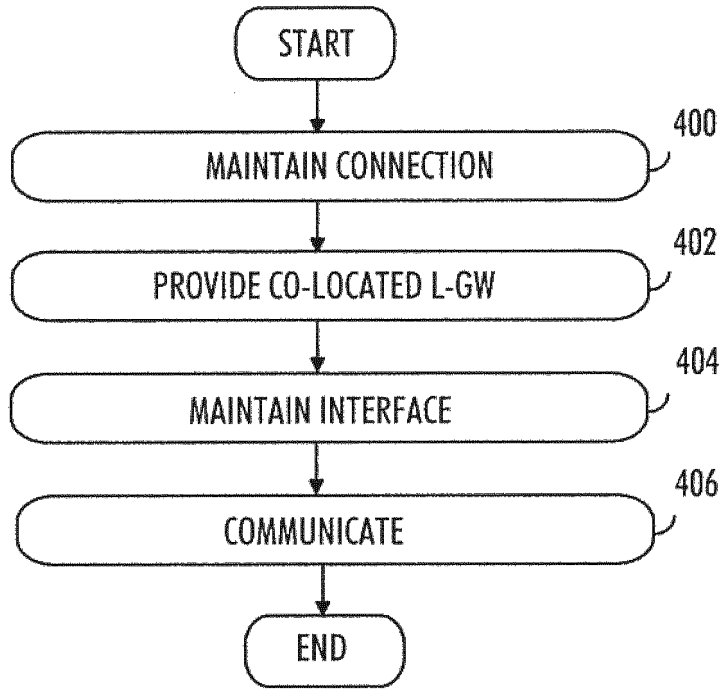 START
400
MAINTAIN CONNECTION
402
PROVIDE CO-LOCATED L-GW
404
MAINTAIN INTERFACE
406
COMMUNICATE
END